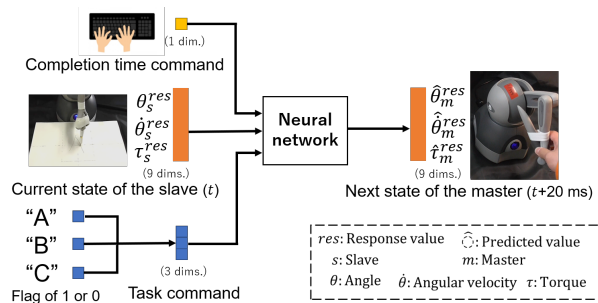 (1 dim.)
Completion time command
θ_s^{res}
θ̇_s^{res}
τ_s^{res}
(9 dims.)
Current state of the slave (t)
Neural
network
θ̂_m^{res}
θ̇̂_m^{res}
τ̂_m^{res}
(9 dims.)
Next state of the master (t+20 ms)
“A”
“B”
“C”
Flag of 1 or 0
(3 dims.)
Task command
res: Response value
̂: Predicted value
s: Slave
m: Master
θ: Angle
θ̇: Angular velocity
τ: Torque